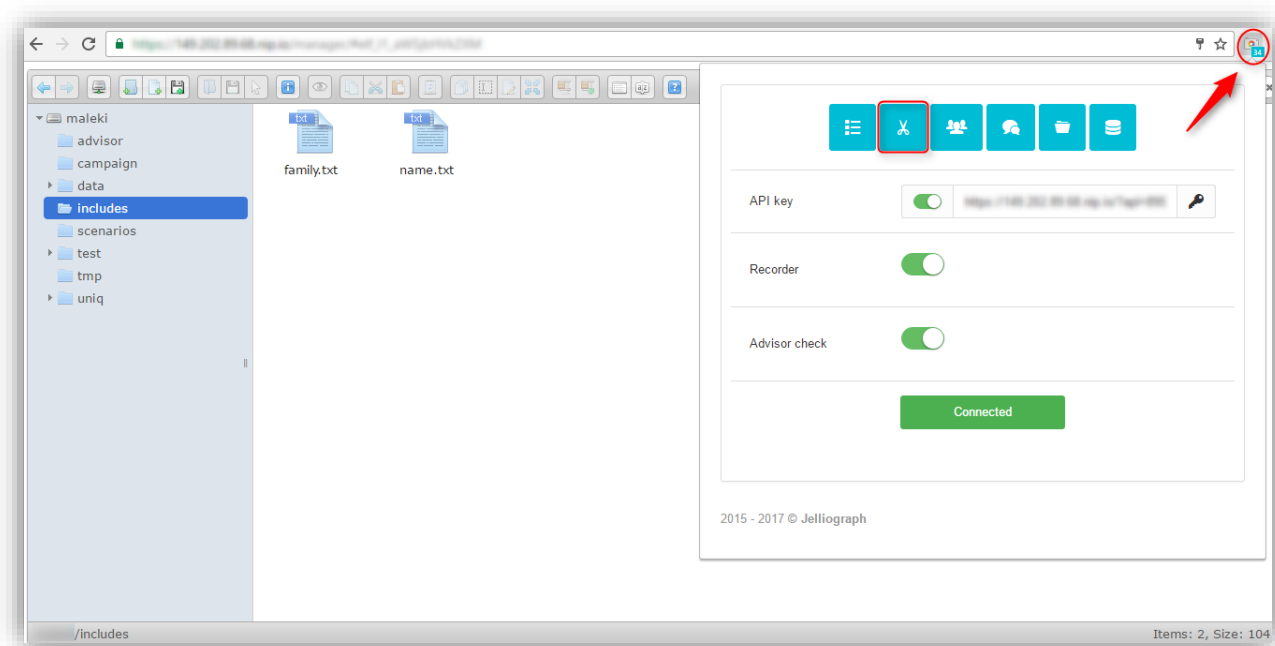 34
maleki
advisor
campaign
data
includes
scenarios
test
tmp
uniq
txt
txt
family.txt
name.txt
API key
Recorder
Advisor check
Connected
2015 - 2017 © Jelliograph
/includes
Items: 2, Size: 104